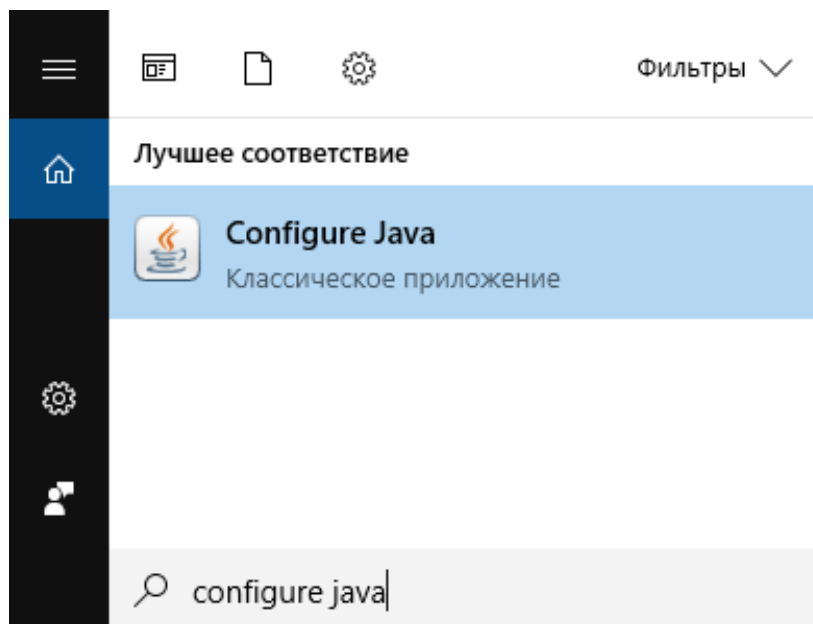 Фильтры
Лучшее соответствие
Configure Java
Классическое приложение
configure java